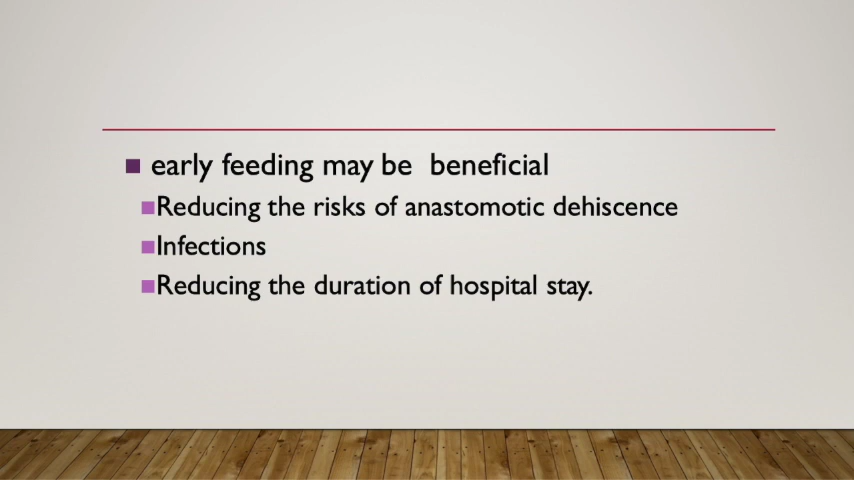 early feeding may be  beneficial
Reducing the risks of anastomotic dehiscence
Infections
Reducing the duration of hospital stay.